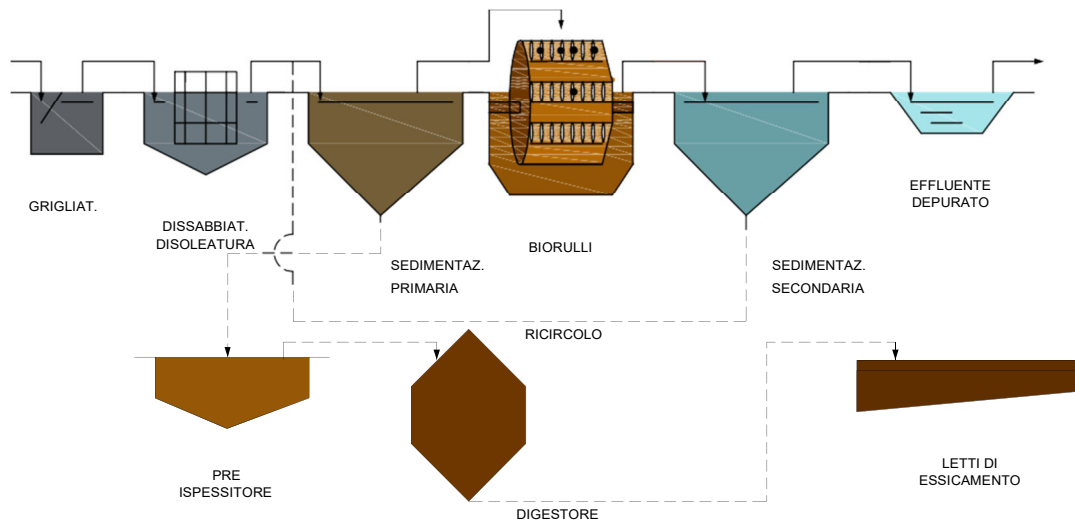 GRIGLIAT.
DISSABBIAT.
DISOLEATURA
SEDIMENTAZ.
PRIMARIA
BIORULLI
SEDIMENTAZ.
SECONDARIA
EFFLUENTE
DEPURATO
RICIRCOLO
PRE
ISPESSITORE
DIGESTORE
LETTI DI
ESSICAMENTO